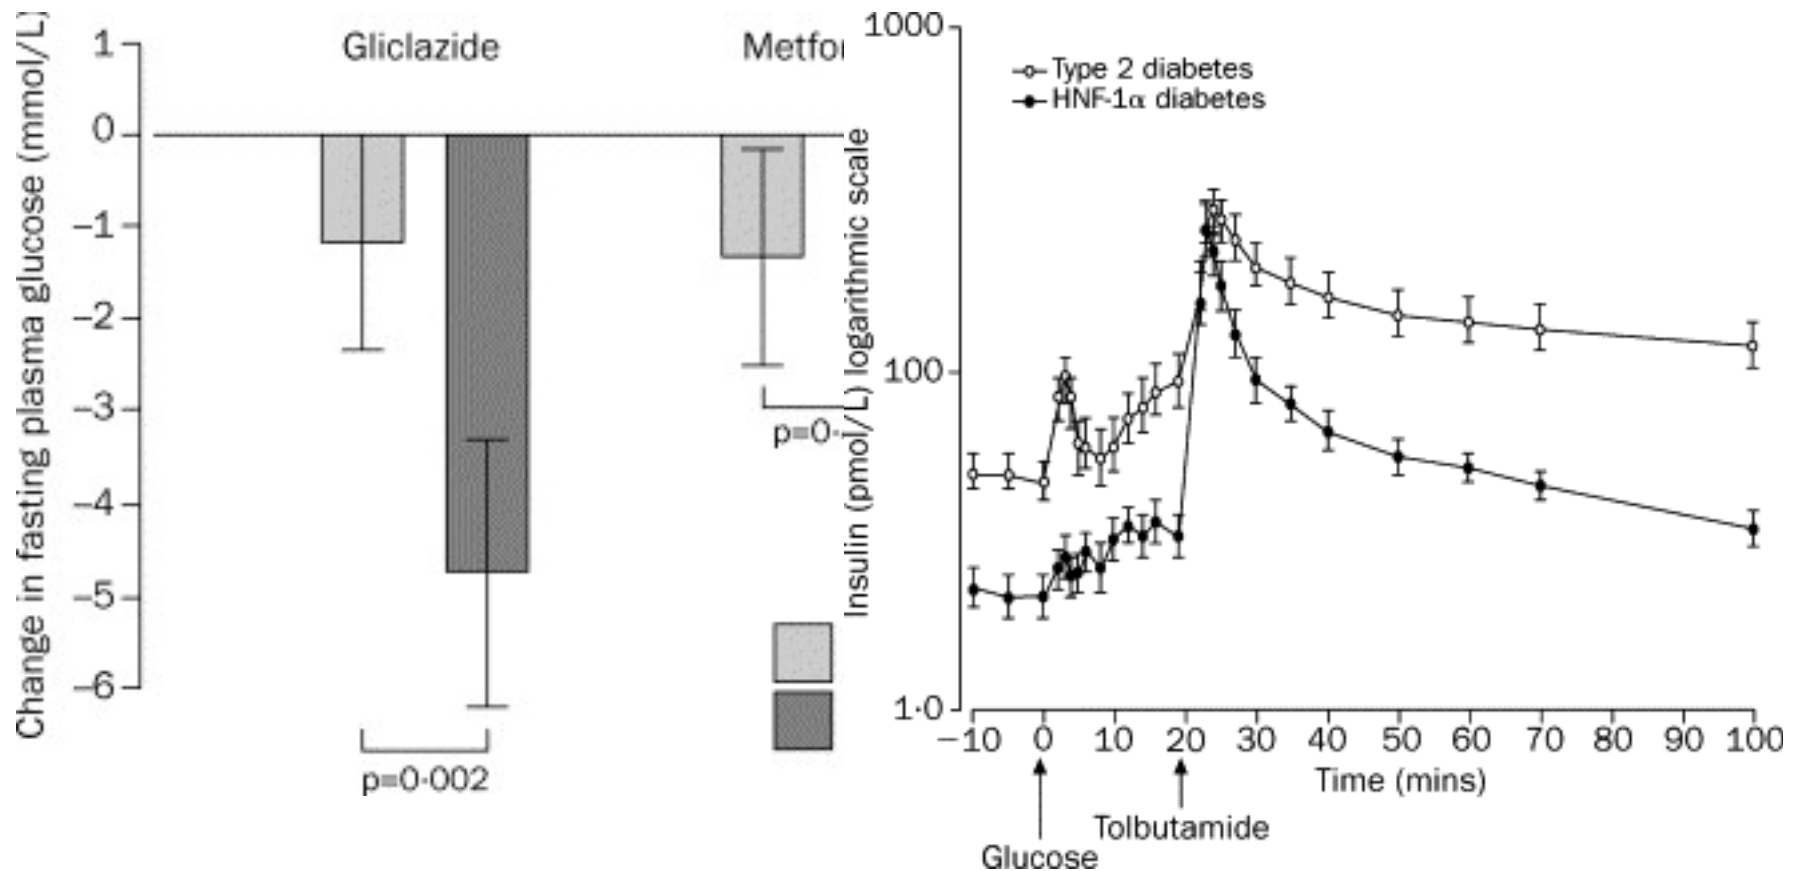 Change in fasting plasma glucose (mmol/L)
1
0
–1
–2
–3
–4
–5
–6
Gliclazide
p=0·002
Insulin (pmol/L) logarithmic scale
1000
100
1·0
Type 2 diabetes
HNF-1α diabetes
–10 0 10 20 30 40 50 60 70 80 90 100
Time (mins)
Tolbutamide
Glucose